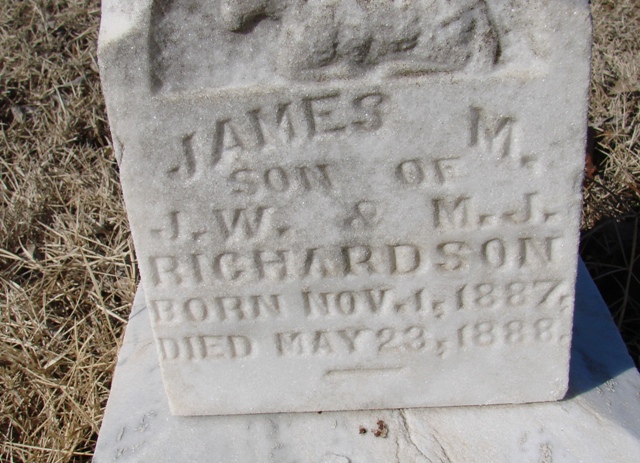 JAMES M.
SON OF
J.W. & M.J.
RICHARDSON
BORN NOV. 1, 1887.
DIED MAY 23, 1888.